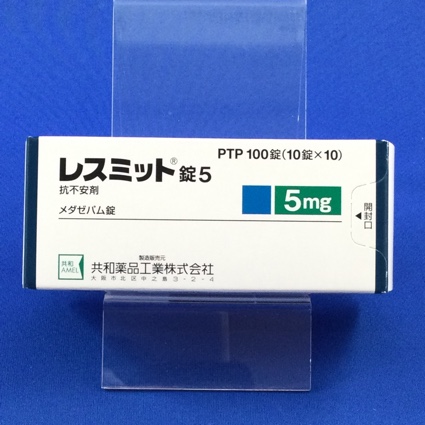 PTP 100錠(10錠×10)
レスミット®錠5
抗不安剤
5mg
メダゼパム錠
開封口
製造販売元
共和 AMEL 共和薬品工業株式会社
大阪市北区中之島3-2-4